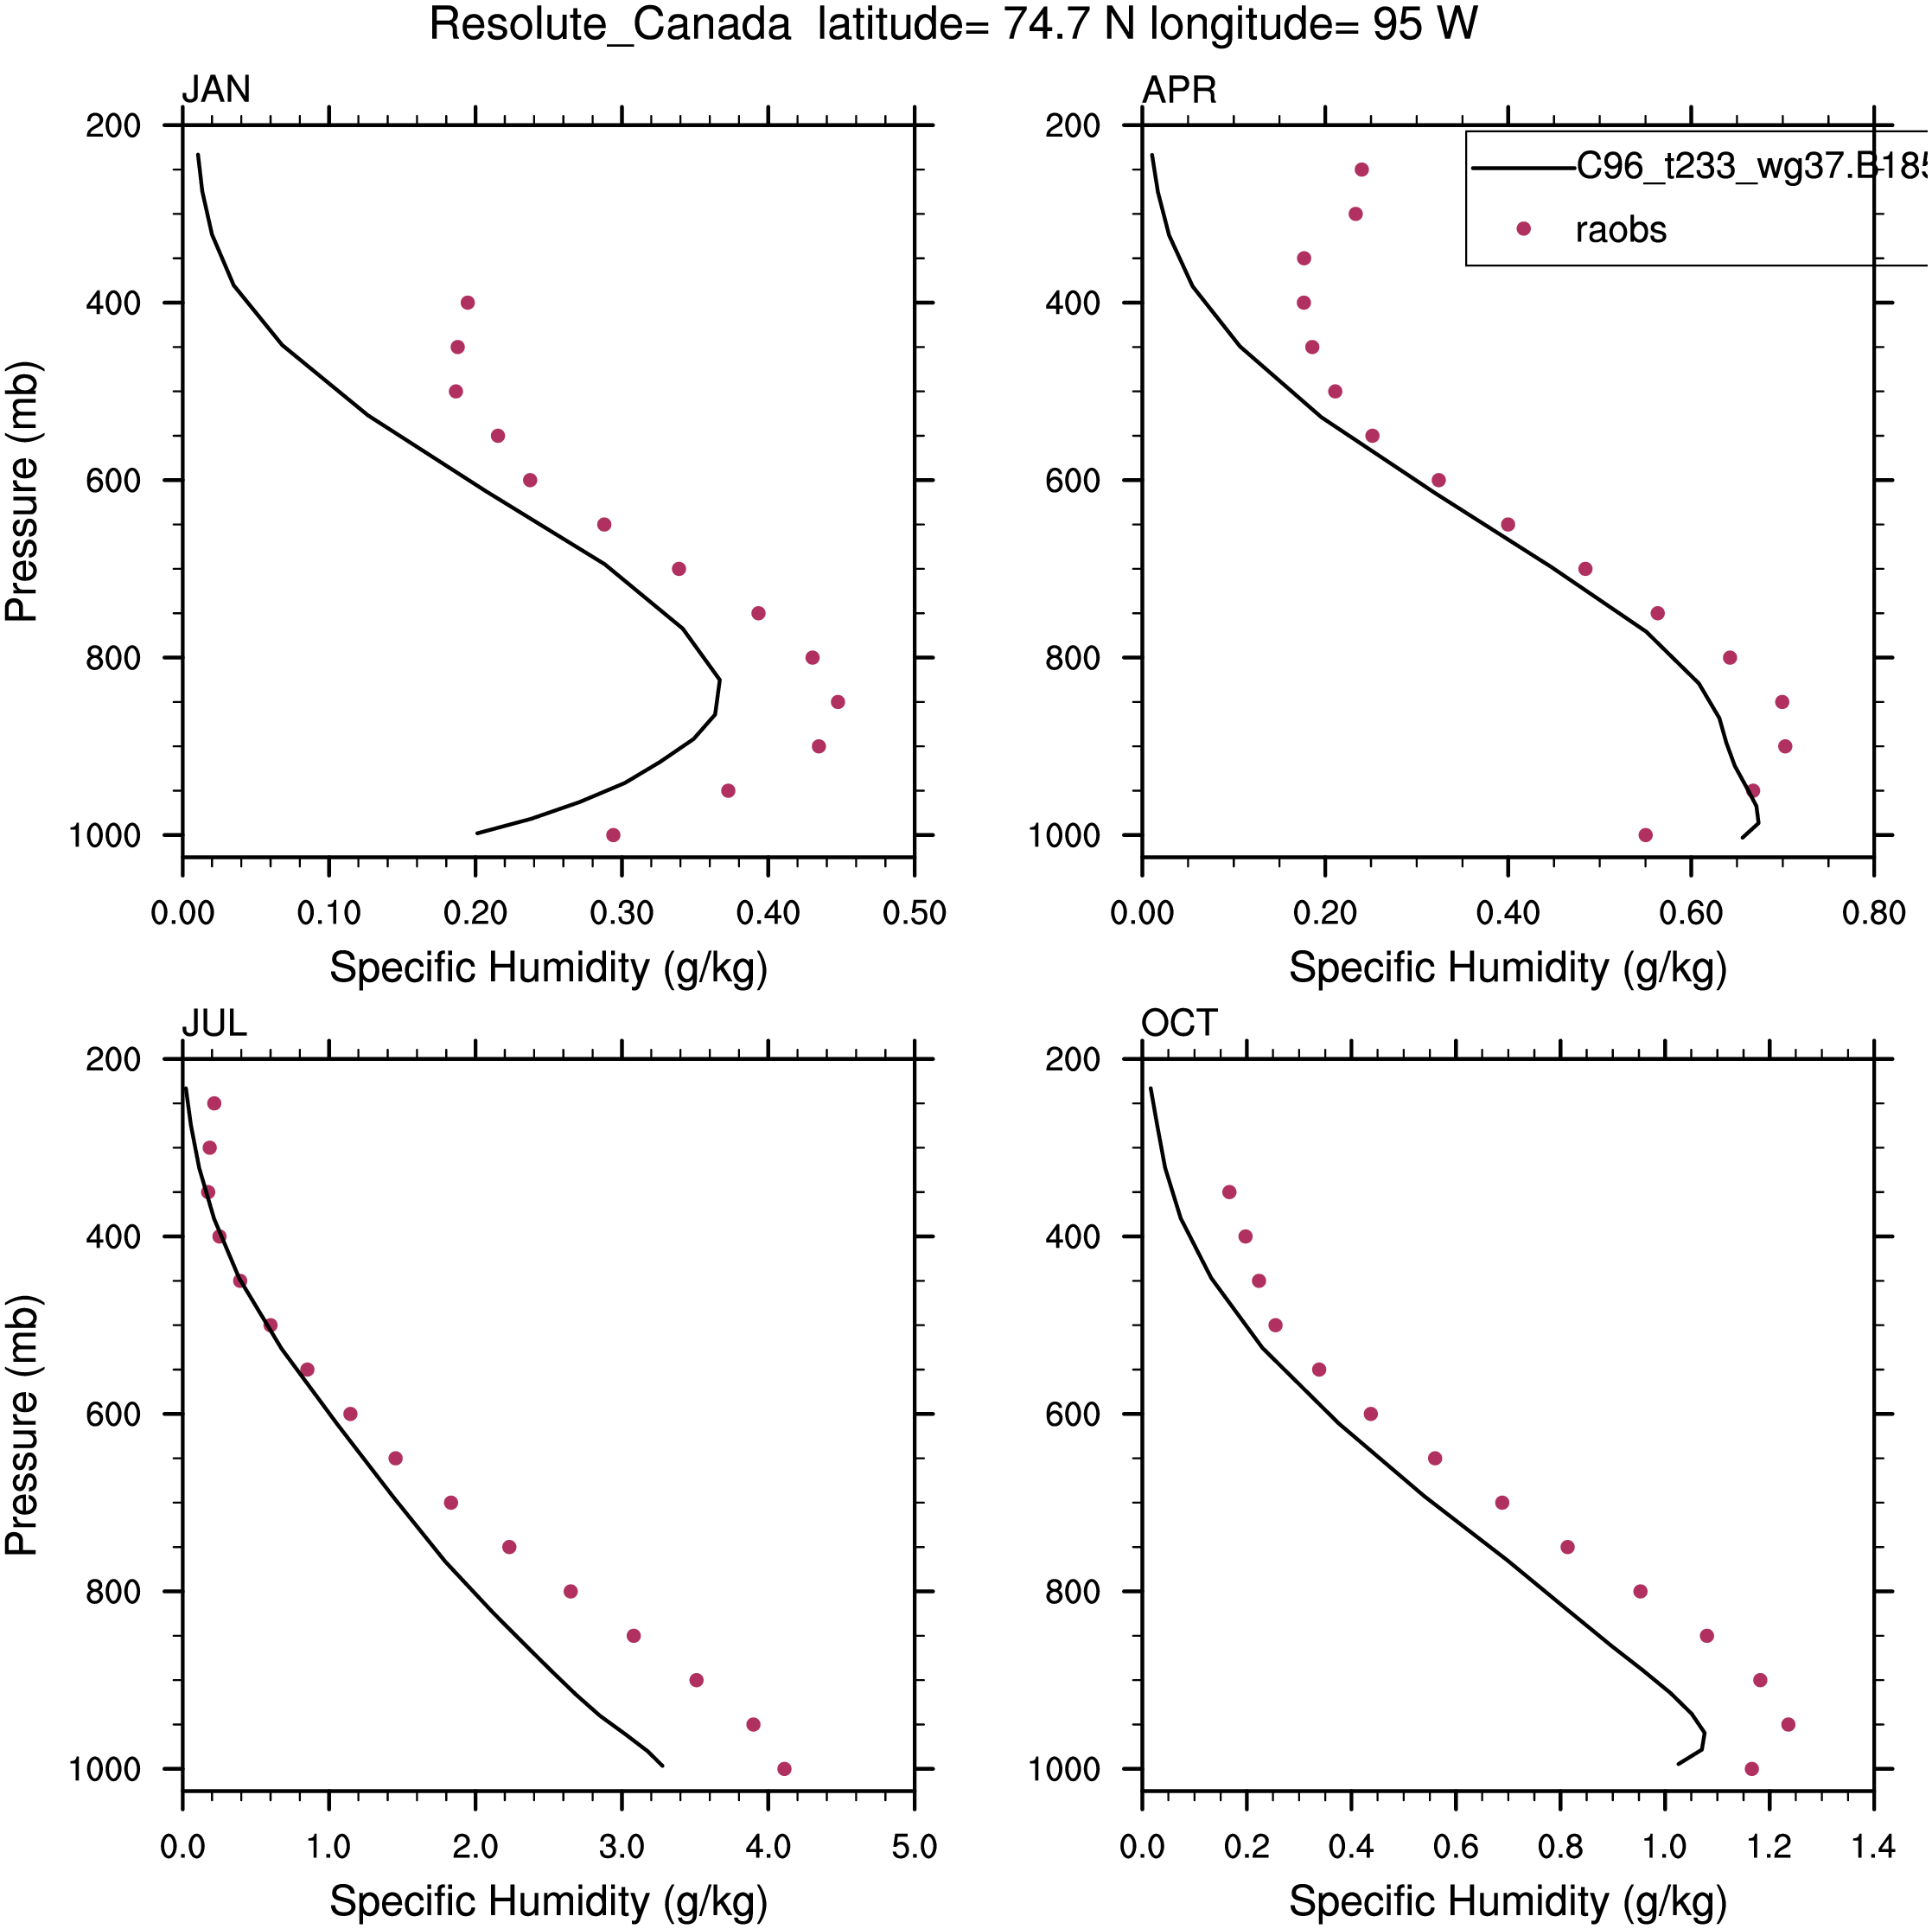 Resolute_Canada latitude= 74.7 N longitude= 95 W
JAN
200
400
600
800
1000
Pressure (mb)
0.00 0.10 0.20 0.30 0.40 0.50
Specific Humidity (g/kg)
APR
200
400
600
800
1000
C96_t233_wg37.B185
raobs
0.00 0.20 0.40 0.60 0.80
Specific Humidity (g/kg)
JUL
200
400
600
800
1000
Pressure (mb)
0.0 1.0 2.0 3.0 4.0 5.0
Specific Humidity (g/kg)
OCT
200
400
600
800
1000
0.0 0.2 0.4 0.6 0.8 1.0 1.2 1.4
Specific Humidity (g/kg)